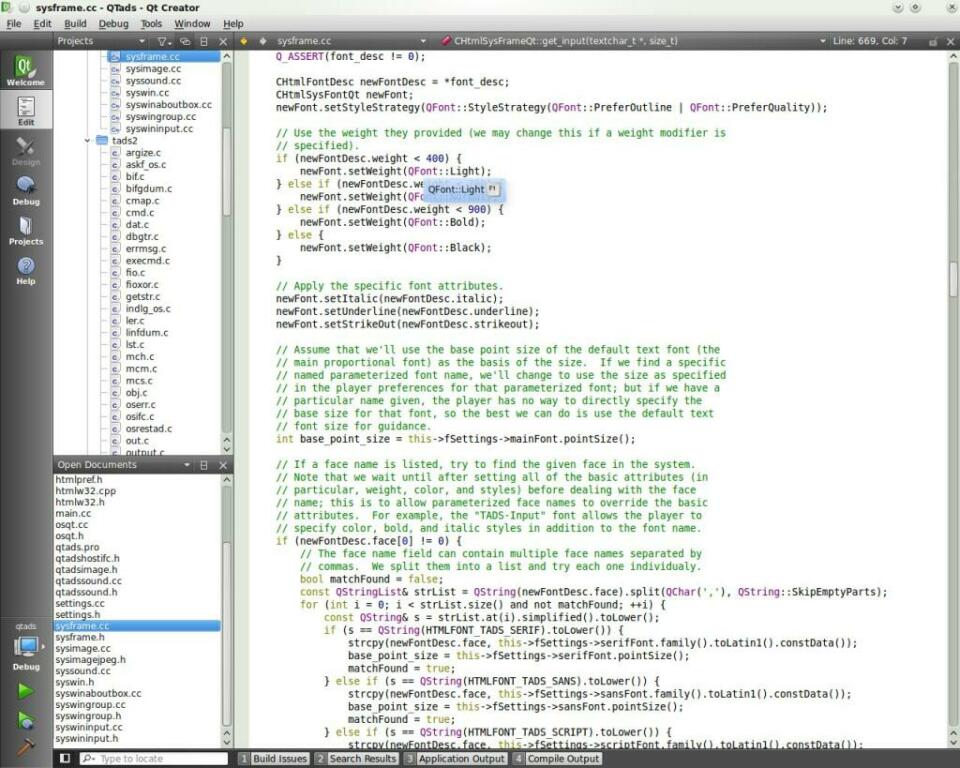 sysframe.cc - QTads - Qt Creator
File Edit Build Debug Tools Window Help
Projects
sysframe.cc
CHtmlSysFrameQt::get_input(textchar_t *, size_t)
Line: 669, Col: 7
Welcome
Edit
Design
Debug
Projects
Help
qtads
Debug
sysframe.cc
sysimage.cc
syssound.cc
syswin.cc
syswinaboutbox.cc
syswingroup.cc
syswininput.cc
tads2
argize.c
askf_os.c
bif.c
bifgdum.c
cmap.c
cmd.c
dat.c
dbgtr.c
errmsg.c
execmd.c
fio.c
fioxor.c
getstr.c
indlg_os.c
ler.c
linfdum.c
lst.c
mch.c
mcm.c
mcs.c
obj.c
oserr.c
osifc.c
osrestad.c
out.c
output.c
Open Documents
htmlpref.h
htmlw32.cpp
htmlw32.h
main.cc
osqt.cc
osqt.h
qtads.pro
qtadshostifc.h
qtadsimage.h
qtadssound.cc
qtadssound.h
settings.cc
settings.h
sysframe.cc
sysframe.h
sysimage.cc
sysimagejpeg.h
syssound.cc
syswin.h
syswinaboutbox.cc
syswingroup.cc
syswingroup.h
syswininput.cc
syswininput.h
Q_ASSERT(font_desc != 0);
CHtmlFontDesc newFontDesc = *font_desc;
CHtmlSysFontQt newFont;
newFont.setStyleStrategy(QFont::StyleStrategy(QFont::PreferOutline | QFont::PreferQuality));
// Use the weight they provided (we may change this if a weight modifier is
// specified).
if (newFontDesc.weight < 400) {
newFont.setWeight(QFont::Light);
} else if (newFontDesc.we
QFont::Light F1
newFont.setWeight(QF
} else if (newFontDesc.weight < 900) {
newFont.setWeight(QFont::Bold);
} else {
newFont.setWeight(QFont::Black);
}
// Apply the specific font attributes.
newFont.setItalic(newFontDesc.italic);
newFont.setUnderline(newFontDesc.underline);
newFont.setStrikeOut(newFontDesc.strikeout);
// Assume that we'll use the base point size of the default text font (the
// main proportional font) as the basis of the size. If we find a specific
// named parameterized font name, we'll change to use the size as specified
// in the player preferences for that parameterized font; but if we have a
// particular name given, the player has no way to directly specify the
// base size for that font, so the best we can do is use the default text
// font size for guidance.
int base_point_size = this->fSettings->mainFont.pointSize();
// If a face name is listed, try to find the given face in the system.
// Note that we wait until after setting all of the basic attributes (in
// particular, weight, color, and styles) before dealing with the face
// name; this is to allow parameterized face names to override the basic
// attributes. For example, the "TADS-Input" font allows the player to
// specify color, bold, and italic styles in addition to the font name.
if (newFontDesc.face[0] != 0) {
// The face name field can contain multiple face names separated by
// commas. We split them into a list and try each one individualy.
bool matchFound = false;
const QStringList& strList = QString(newFontDesc.face).split(QChar(','), QString::SkipEmptyParts);
for (int i = 0; i < strList.size() and not matchFound; ++i) {
const QString& s = strList.at(i).simplified().toLower();
if (s == QString(HTMLFONT_TADS_SERIF).toLower()) {
strcpy(newFontDesc.face, this->fSettings->serifFont.family().toLatin1().constData());
base_point_size = this->fSettings->serifFont.pointSize();
matchFound = true;
} else if (s == QString(HTMLFONT_TADS_SANS).toLower()) {
strcpy(newFontDesc.face, this->fSettings->sansFont.family().toLatin1().constData());
base_point_size = this->fSettings->sansFont.pointSize();
matchFound = true;
} else if (s == QString(HTMLFONT_TADS_SCRIPT).toLower()) {
strcpy(newFontDesc.face, this->fSettings->scriptFont.family().toLatin1().constData());
Type to locate
1 Build Issues 2 Search Results 3 Application Output 4 Compile Output